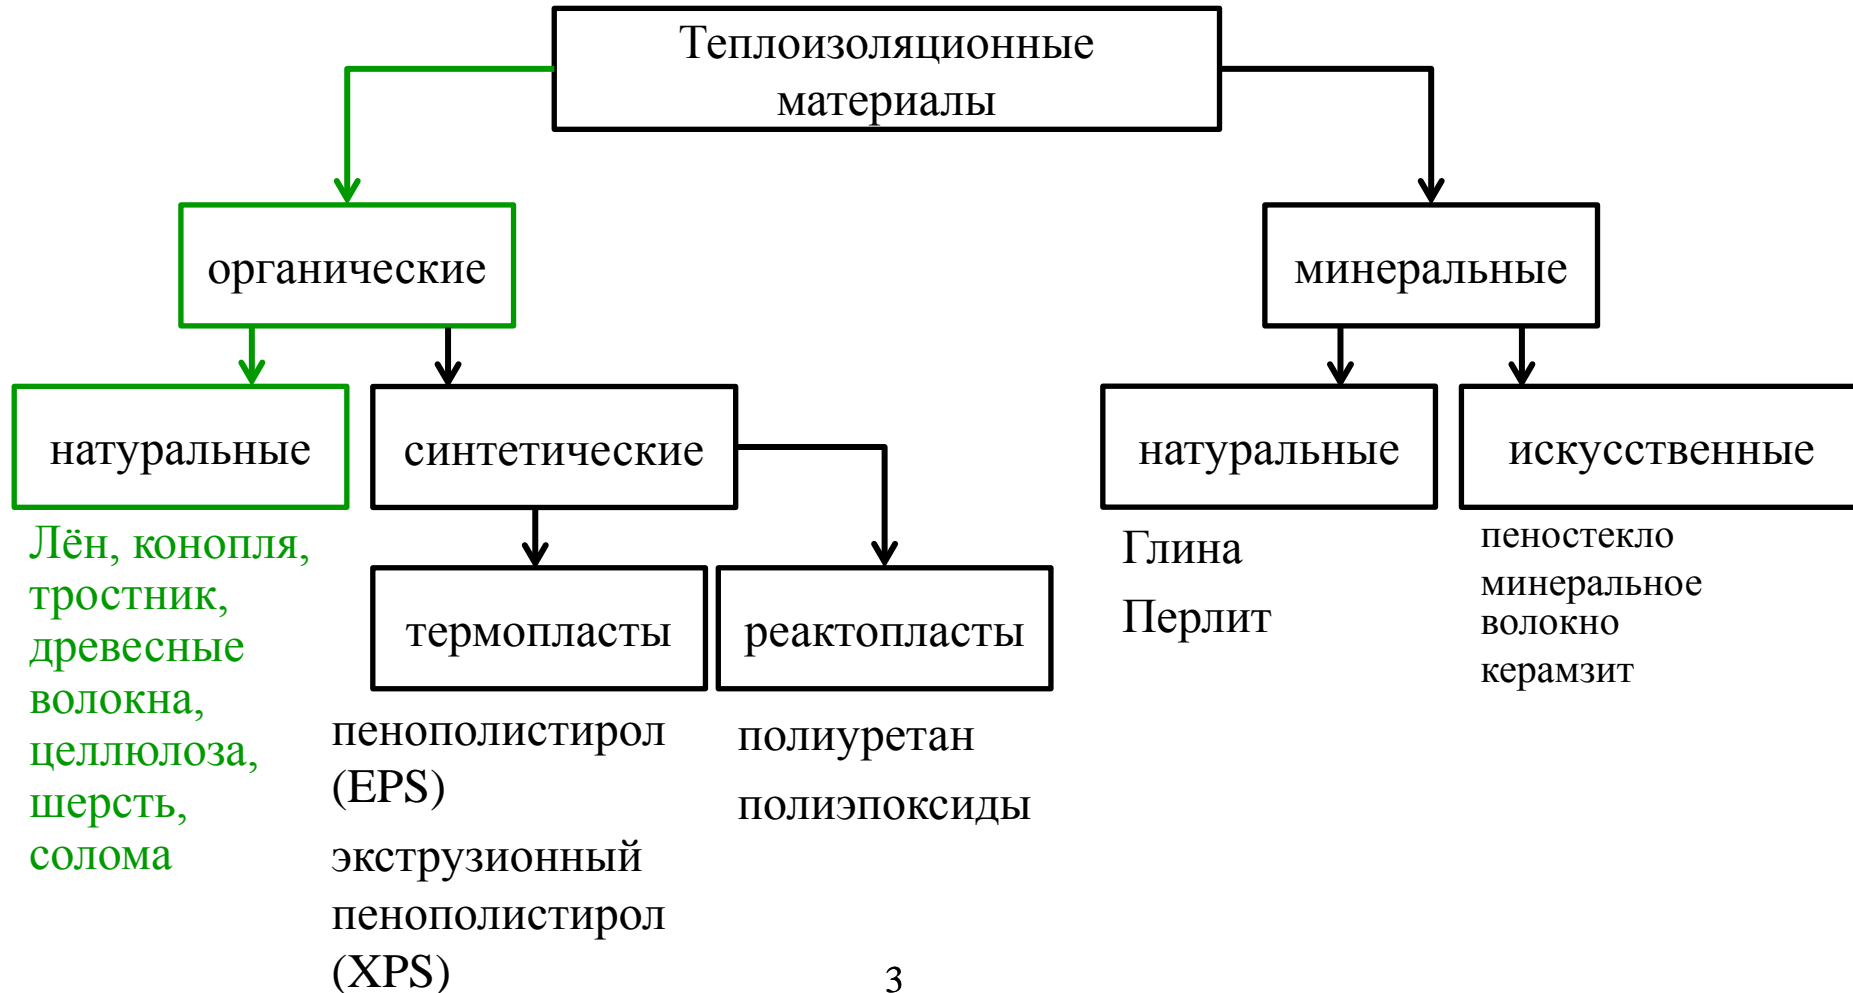 Теплоизоляционные
материалы
органические
минеральные
натуральные
синтетические
натуральные
искусственные
Лён, конопля,
тростник,
древесные
волокна,
целлюлоза,
шерсть,
солома
термопласты
реактопласты
пенополистирол
(EPS)
экструзионный
пенополистирол
(XPS)
полиуретан
полиэпоксиды
Глина
Перлит
пеностекло
минеральное
волокно
керамзит
3